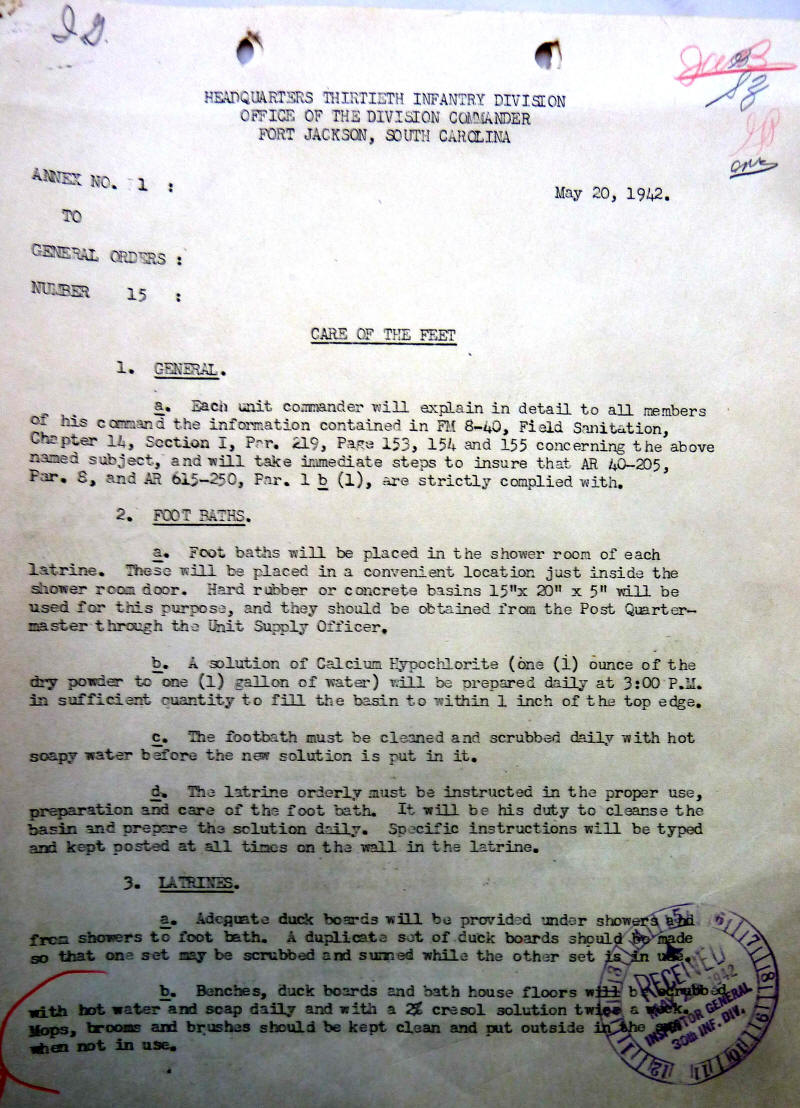 I G.
HEADQUARTERS THIRTIETH INFANTRY DIVISION
OFFICE OF THE DIVISION COMMANDER
FORT JACKSON, SOUTH CAROLINA
ANNEX NO. 1 :
May 20, 1942.
TO
GENERAL ORDERS :
NUMBER 15 :
CARE OF THE FEET
1. GENERAL.
a. Each unit commander will explain in detail to all members
of his command the information contained in FM 8-40, Field Sanitation,
Chapter 14, Section I, Par. 219, Page 153, 154 and 155 concerning the above
named subject, and will take immediate steps to insure that AR 40-205,
Par. 8, and AR 615-250, Par. 1 b (1), are strictly complied with.
2. FOOT BATHS.
a. Foot baths will be placed in the shower room of each
latrine. These will be placed in a convenient location just inside the
shower room door. Hard rubber or concrete basins 15"x 20" x 5" will be
used for this purpose, and they should be obtained from the Post Quarter-
master through the Unit Supply Officer.
b. A solution of Calcium Hypochlorite (one (1) ounce of the
dry powder to one (1) gallon of water) will be prepared daily at 3:00 P.M.
in sufficient quantity to fill the basin to within 1 inch of the top edge.
c. The footbath must be cleaned and scrubbed daily with hot
soapy water before the new solution is put in it.
d. The latrine orderly must be instructed in the proper use,
preparation and care of the foot bath. It will be his duty to cleanse the
basin and prepare the solution daily. Specific instructions will be typed
and kept posted at all times on the wall in the latrine.
3. LATRINES.
a. Adequate duck boards will be provided under showers and
from showers to foot bath. A duplicate set of duck boards should be made
so that one set may be scrubbed and sunned while the other set is in use.
b. Benches, duck boards and bath house floors will be scrubbed
with hot water and soap daily and with a 2% cresol solution twice a week.
Mops, brooms and brushes should be kept clean and put outside in the sun
when not in use.
RECEIVED
MAY 1942
INSPECTOR GENERAL
30th INF. DIV.